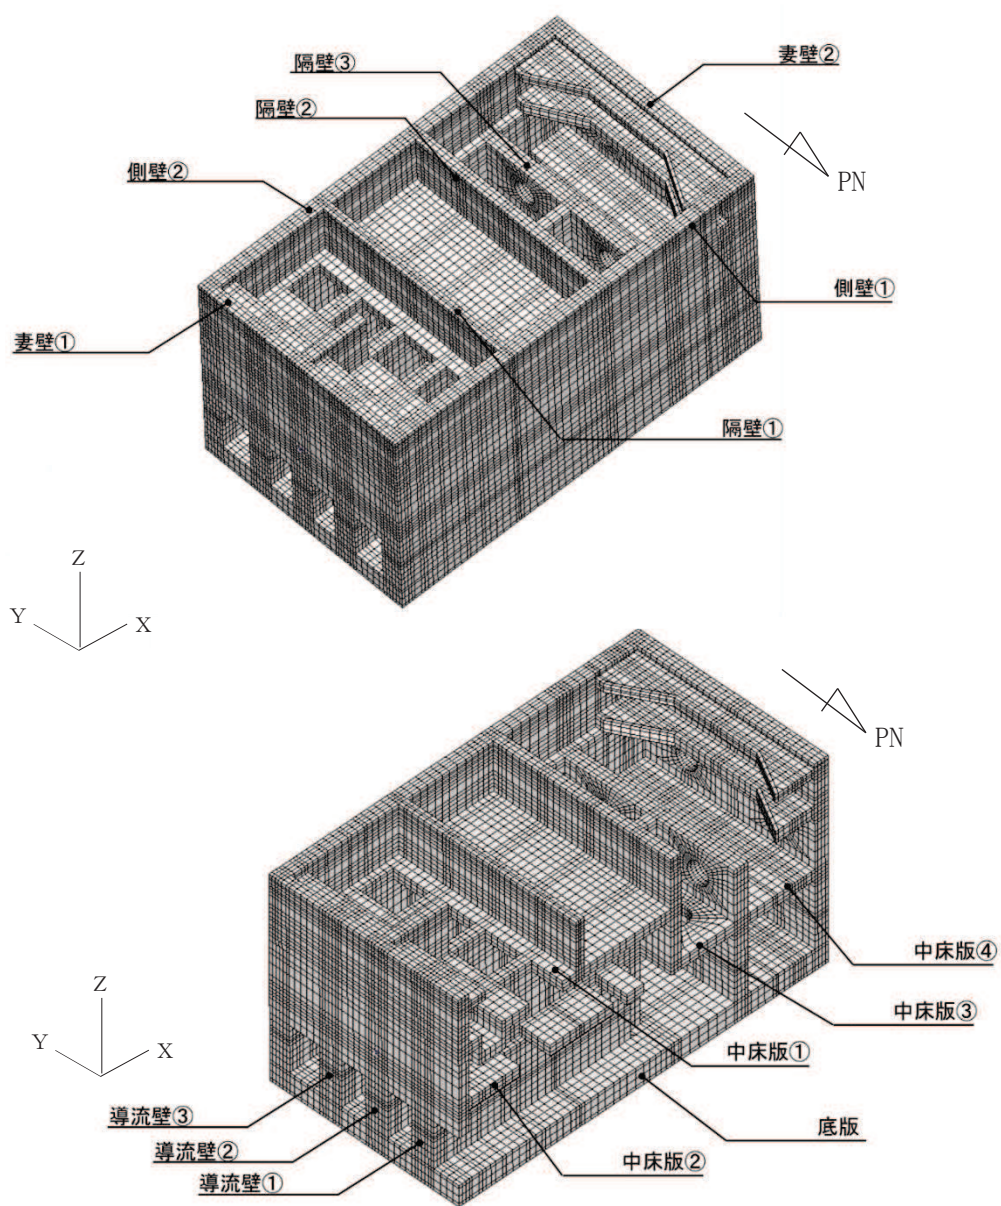 隔壁③
妻壁②
隔壁②
側壁②
PN
側壁①
妻壁①
隔壁①
Z
Y
X
PN
中床版④
Z
中床版③
Y
X
中床版①
導流壁③
底版
導流壁②
中床版②
導流壁①